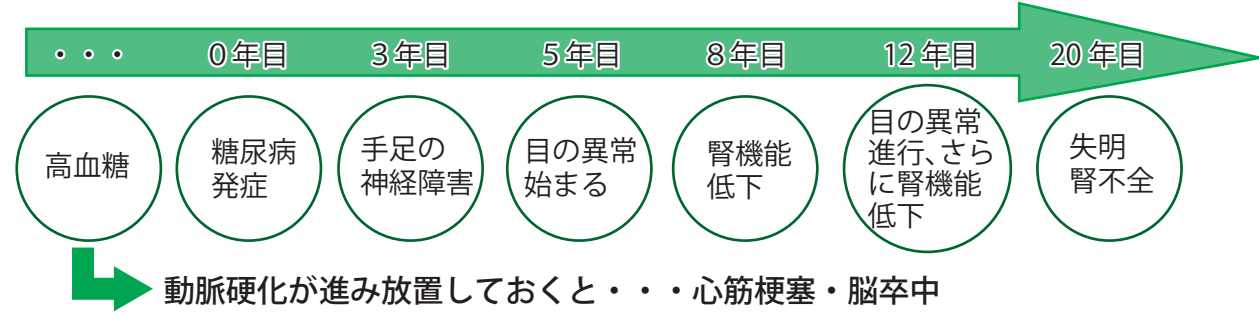 ・・・ 0年目 3年目 5年目 8年目 12年目 20年目
高血糖
糖尿病
発症
手足の
神経障害
目の異常
始まる
腎機能
低下
目の異常
進行、さら
に腎機能
低下
失明
腎不全
動脈硬化が進み放置しておくと・・・心筋梗塞・脳卒中